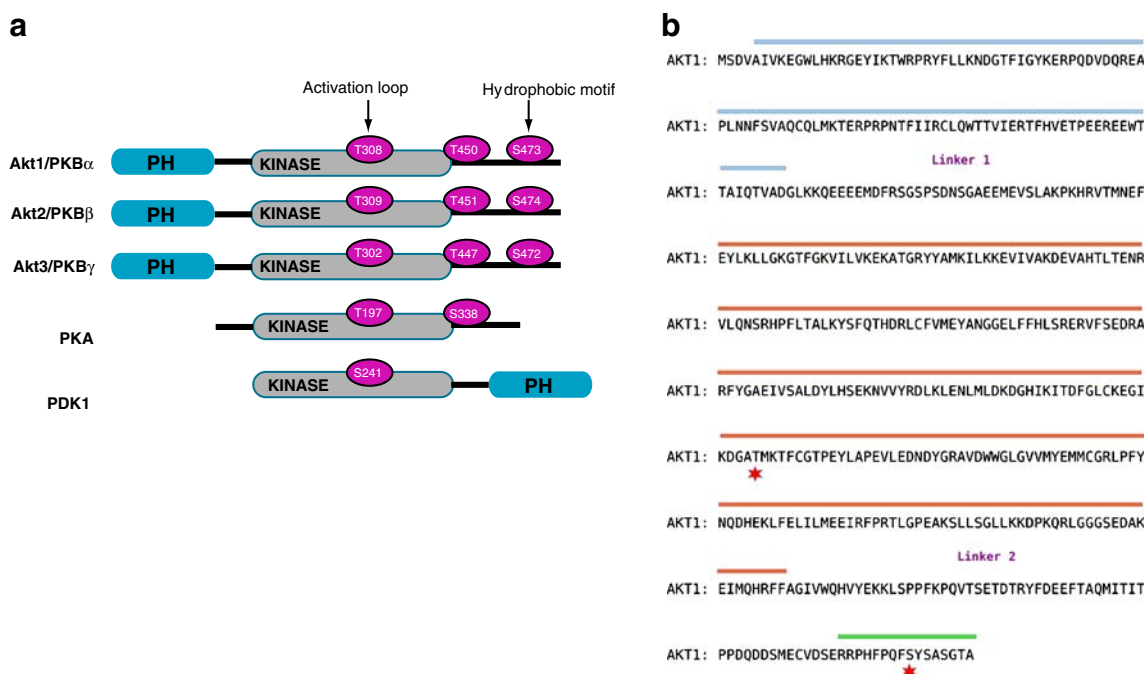 a
Activation loop
Hydrophobic motif
Akt1/PKBα
PH
KINASE
T308
T450
S473
Akt2/PKBβ
PH
KINASE
T309
T451
S474
Akt3/PKBγ
PH
KINASE
T302
T447
S472
PKA
KINASE
T197
S338
PDK1
KINASE
S241
PH
b
AKT1: MSDVAIVKEGWLHKRGEYIKTWRPRYFLLKNDGTFIGYKERPQDVDQREA
AKT1: PLNNFSVAQCQLMKTERPRPNTFIIRCLQWTTVIERTFHVETPEEREEWT
Linker 1
AKT1: TAIQTVADGLKKQEEEEMDFRSGSPSDNSGAEEMEVSLAKPKHRVTMNEF
AKT1: EYLKLLGKGTFGKVILVKEKATGRYYAMKILKKEVIVAKDEVAHTLTENR
AKT1: VLQNSRHPFLTALKYSFQTHDRLCFVMEYANGGELFFHLSRERVFSEDRA
AKT1: RFYGAEIVSALDYLHSEKNVVYRDLKLENLMLDKDGHIKITDFGLCKEGI
AKT1: KDGATMKTFCGTPEYLAPEVLEDNDYGRAVDWWGLGVVMYEMMCGRLPFY
AKT1: NQDHEKLFELILMEEIRFPRTLGPEAKSLLSGLLKKDPKQRLGGGSEDAK
Linker 2
AKT1: EIMQHRFFAGIVWQHVYEKKLSPPFKPQVTSETDTRYFDEEFTAQMITIT
AKT1: PPDQDDSMECVDSERRPHFPQFSYSASGTA